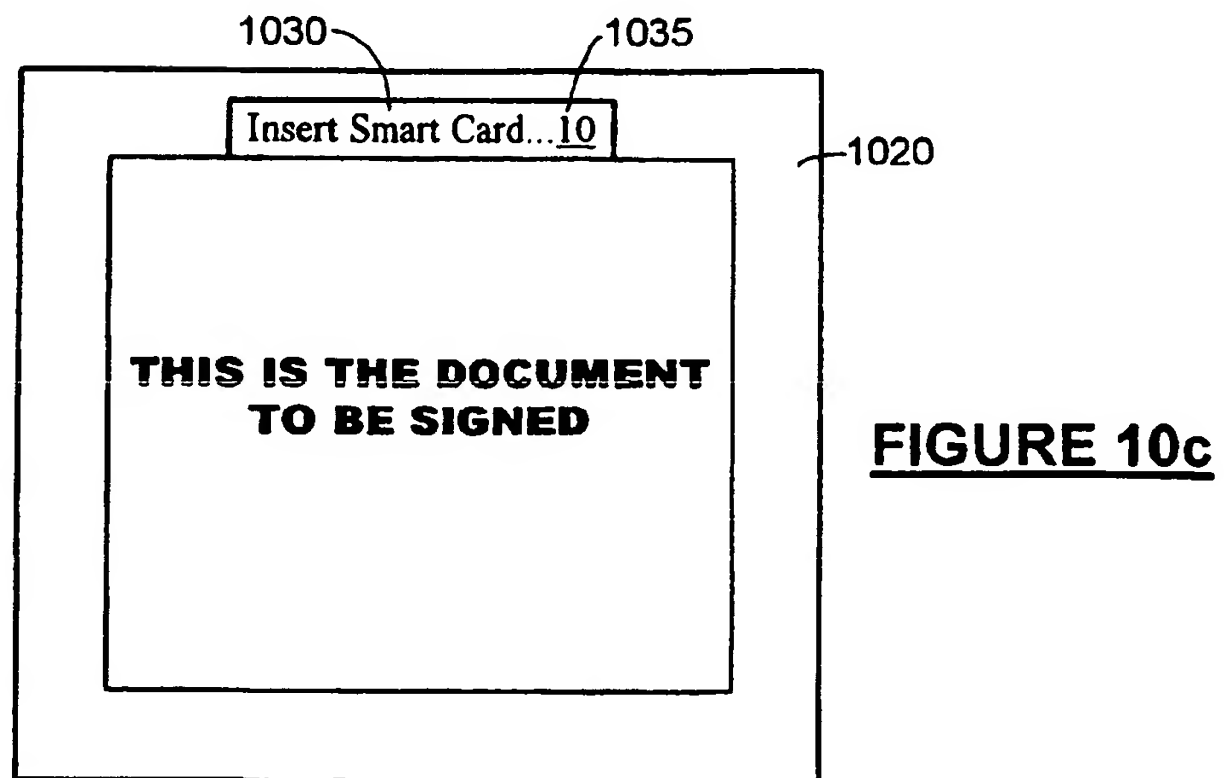 1030 1035
Insert Smart Card...10
1020
THIS IS THE DOCUMENT
TO BE SIGNED
FIGURE 10c